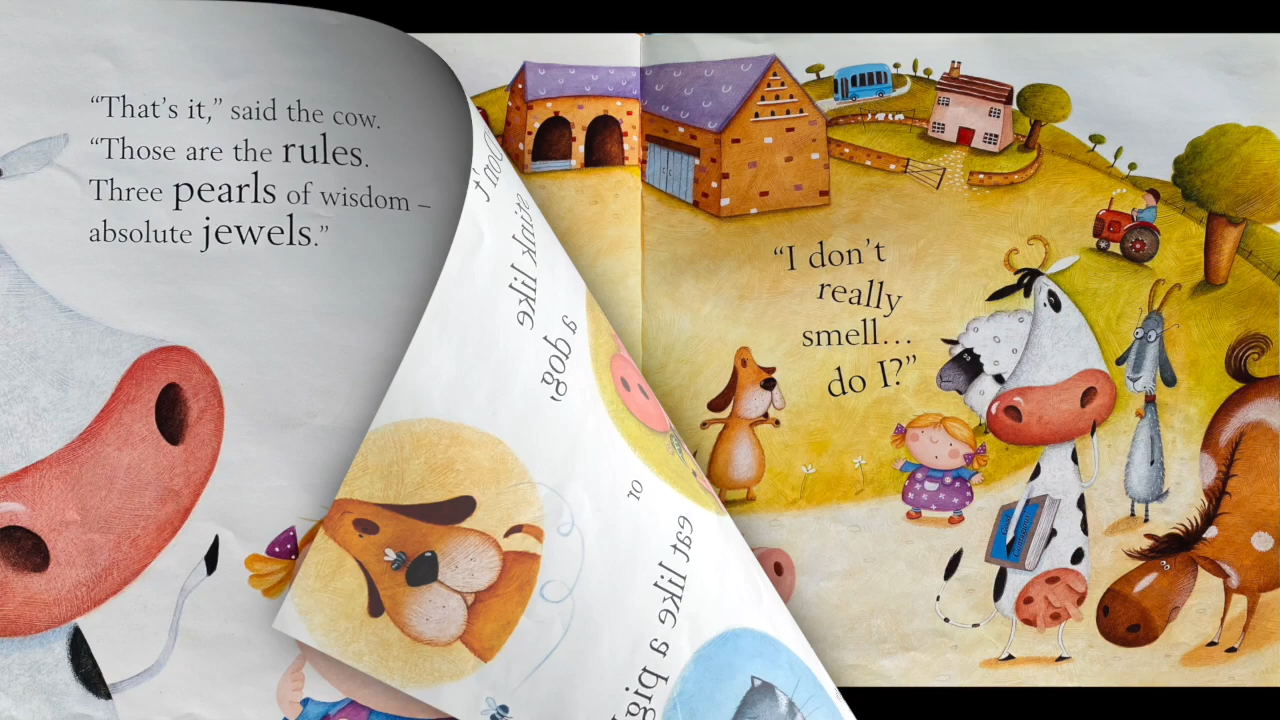 “That’s it,” said the cow.
“Those are the rules.
Three pearls of wisdom –
absolute jewels.”
don't
stink like
a dog,
or
eat like a pig
“I don’t
really
smell...
do I?”